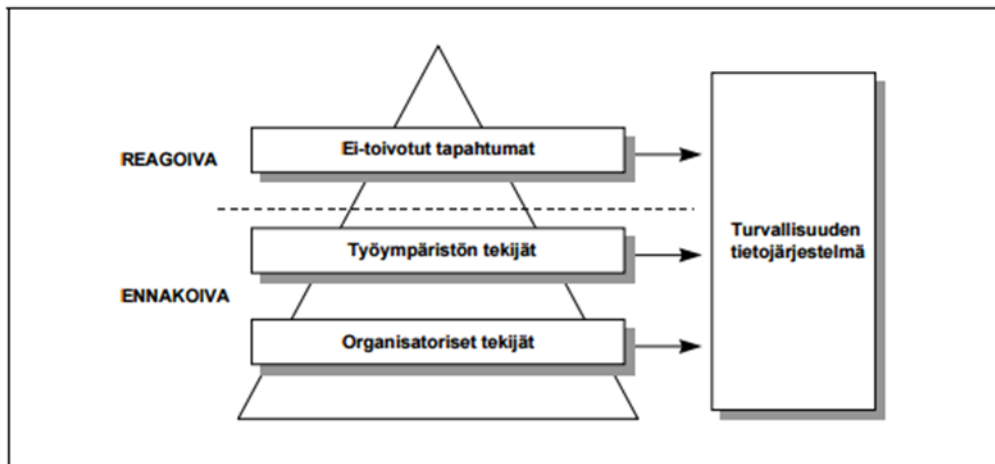 Ei-toivotut tapahtumat
REAGOIVA
Työympäristön tekijät
ENNAKOIVA
Organisatoriset tekijät
Turvallisuuden
tietojärjestelmä